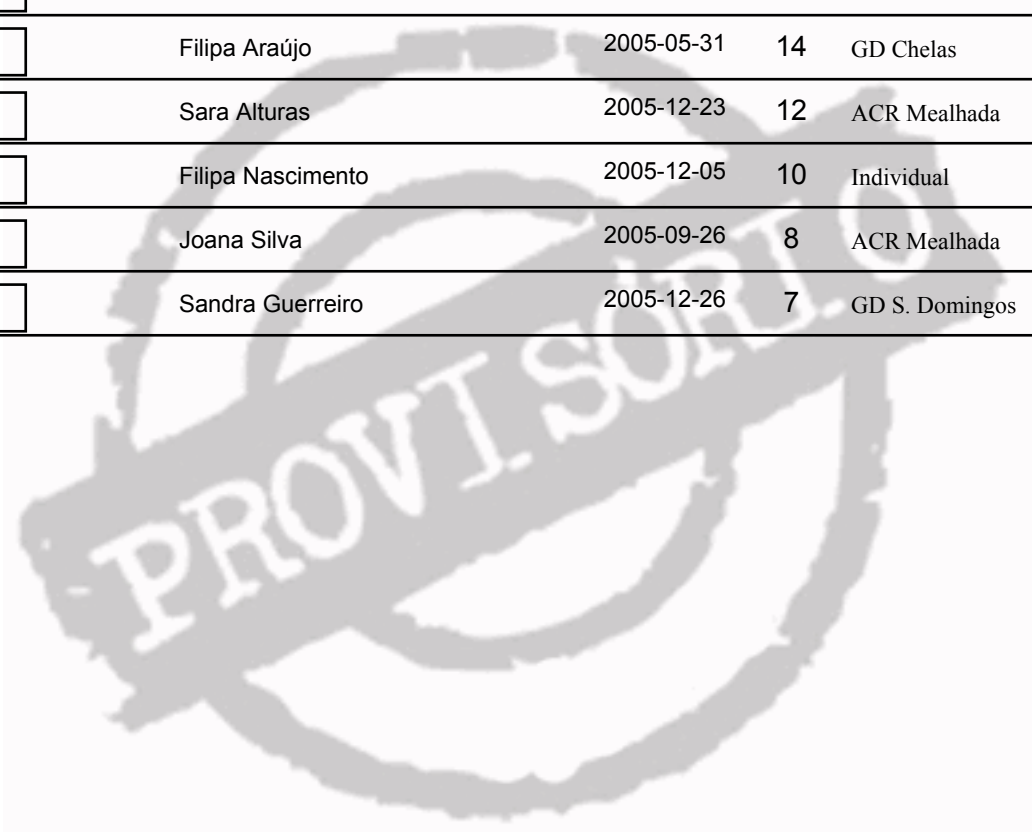 Filipa Araújo 2005-05-31 14 GD Chelas
Sara Alturas 2005-12-23 12 ACR Mealhada
Filipa Nascimento 2005-12-05 10 Individual
Joana Silva 2005-09-26 8 ACR Mealhada
Sandra Guerreiro 2005-12-26 7 GD S. Domingos
PROVISÓRIO